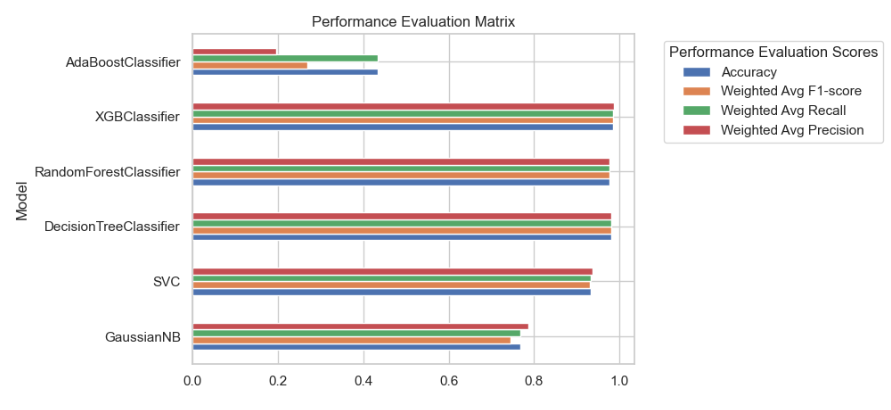 Performance Evaluation Matrix
Model
AdaBoostClassifier
XGBClassifier
RandomForestClassifier
DecisionTreeClassifier
SVC
GaussianNB
0.0 0.2 0.4 0.6 0.8 1.0
Performance Evaluation Scores
Accuracy
Weighted Avg F1-score
Weighted Avg Recall
Weighted Avg Precision